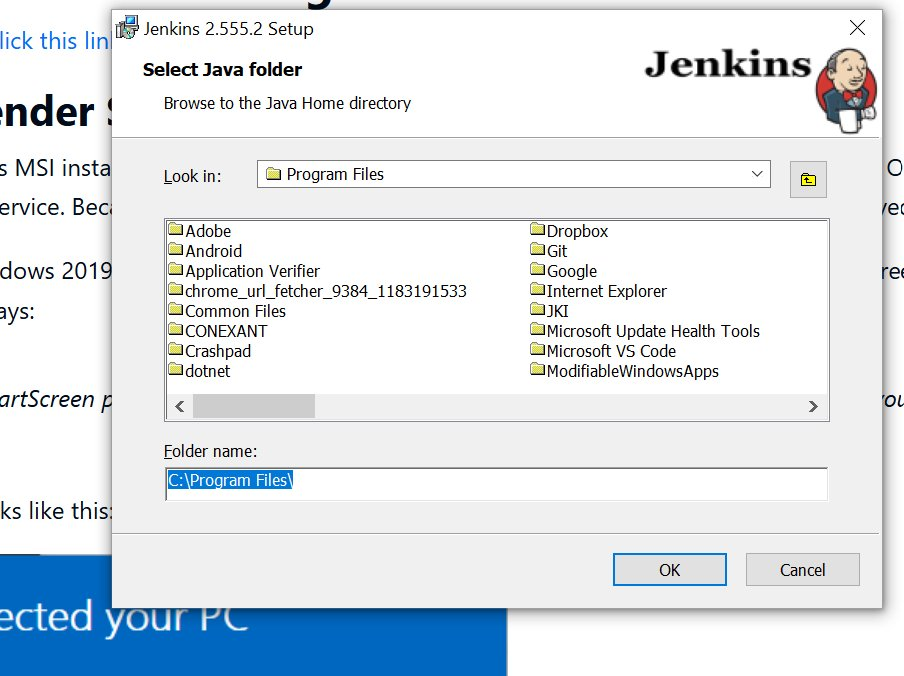 Jenkins 2.555.2 Setup
lick this lin
Select Java folder
Jenkins
Browse to the Java Home directory
ender
s MSI insta
Look in:
Program Files
ervice. Beca
Adobe
Android
Application Verifier
chrome_url_fetcher_9384_1183191533
Common Files
CONEXANT
Crashpad
dotnet
Dropbox
Git
Google
Internet Explorer
JKI
Microsoft Update Health Tools
Microsoft VS Code
ModifiableWindowsApps
dows 2019
ree
ays:
artScreen p
ou
Folder name:
C:\Program Files\
ks like this:
OK
Cancel
ected your PC